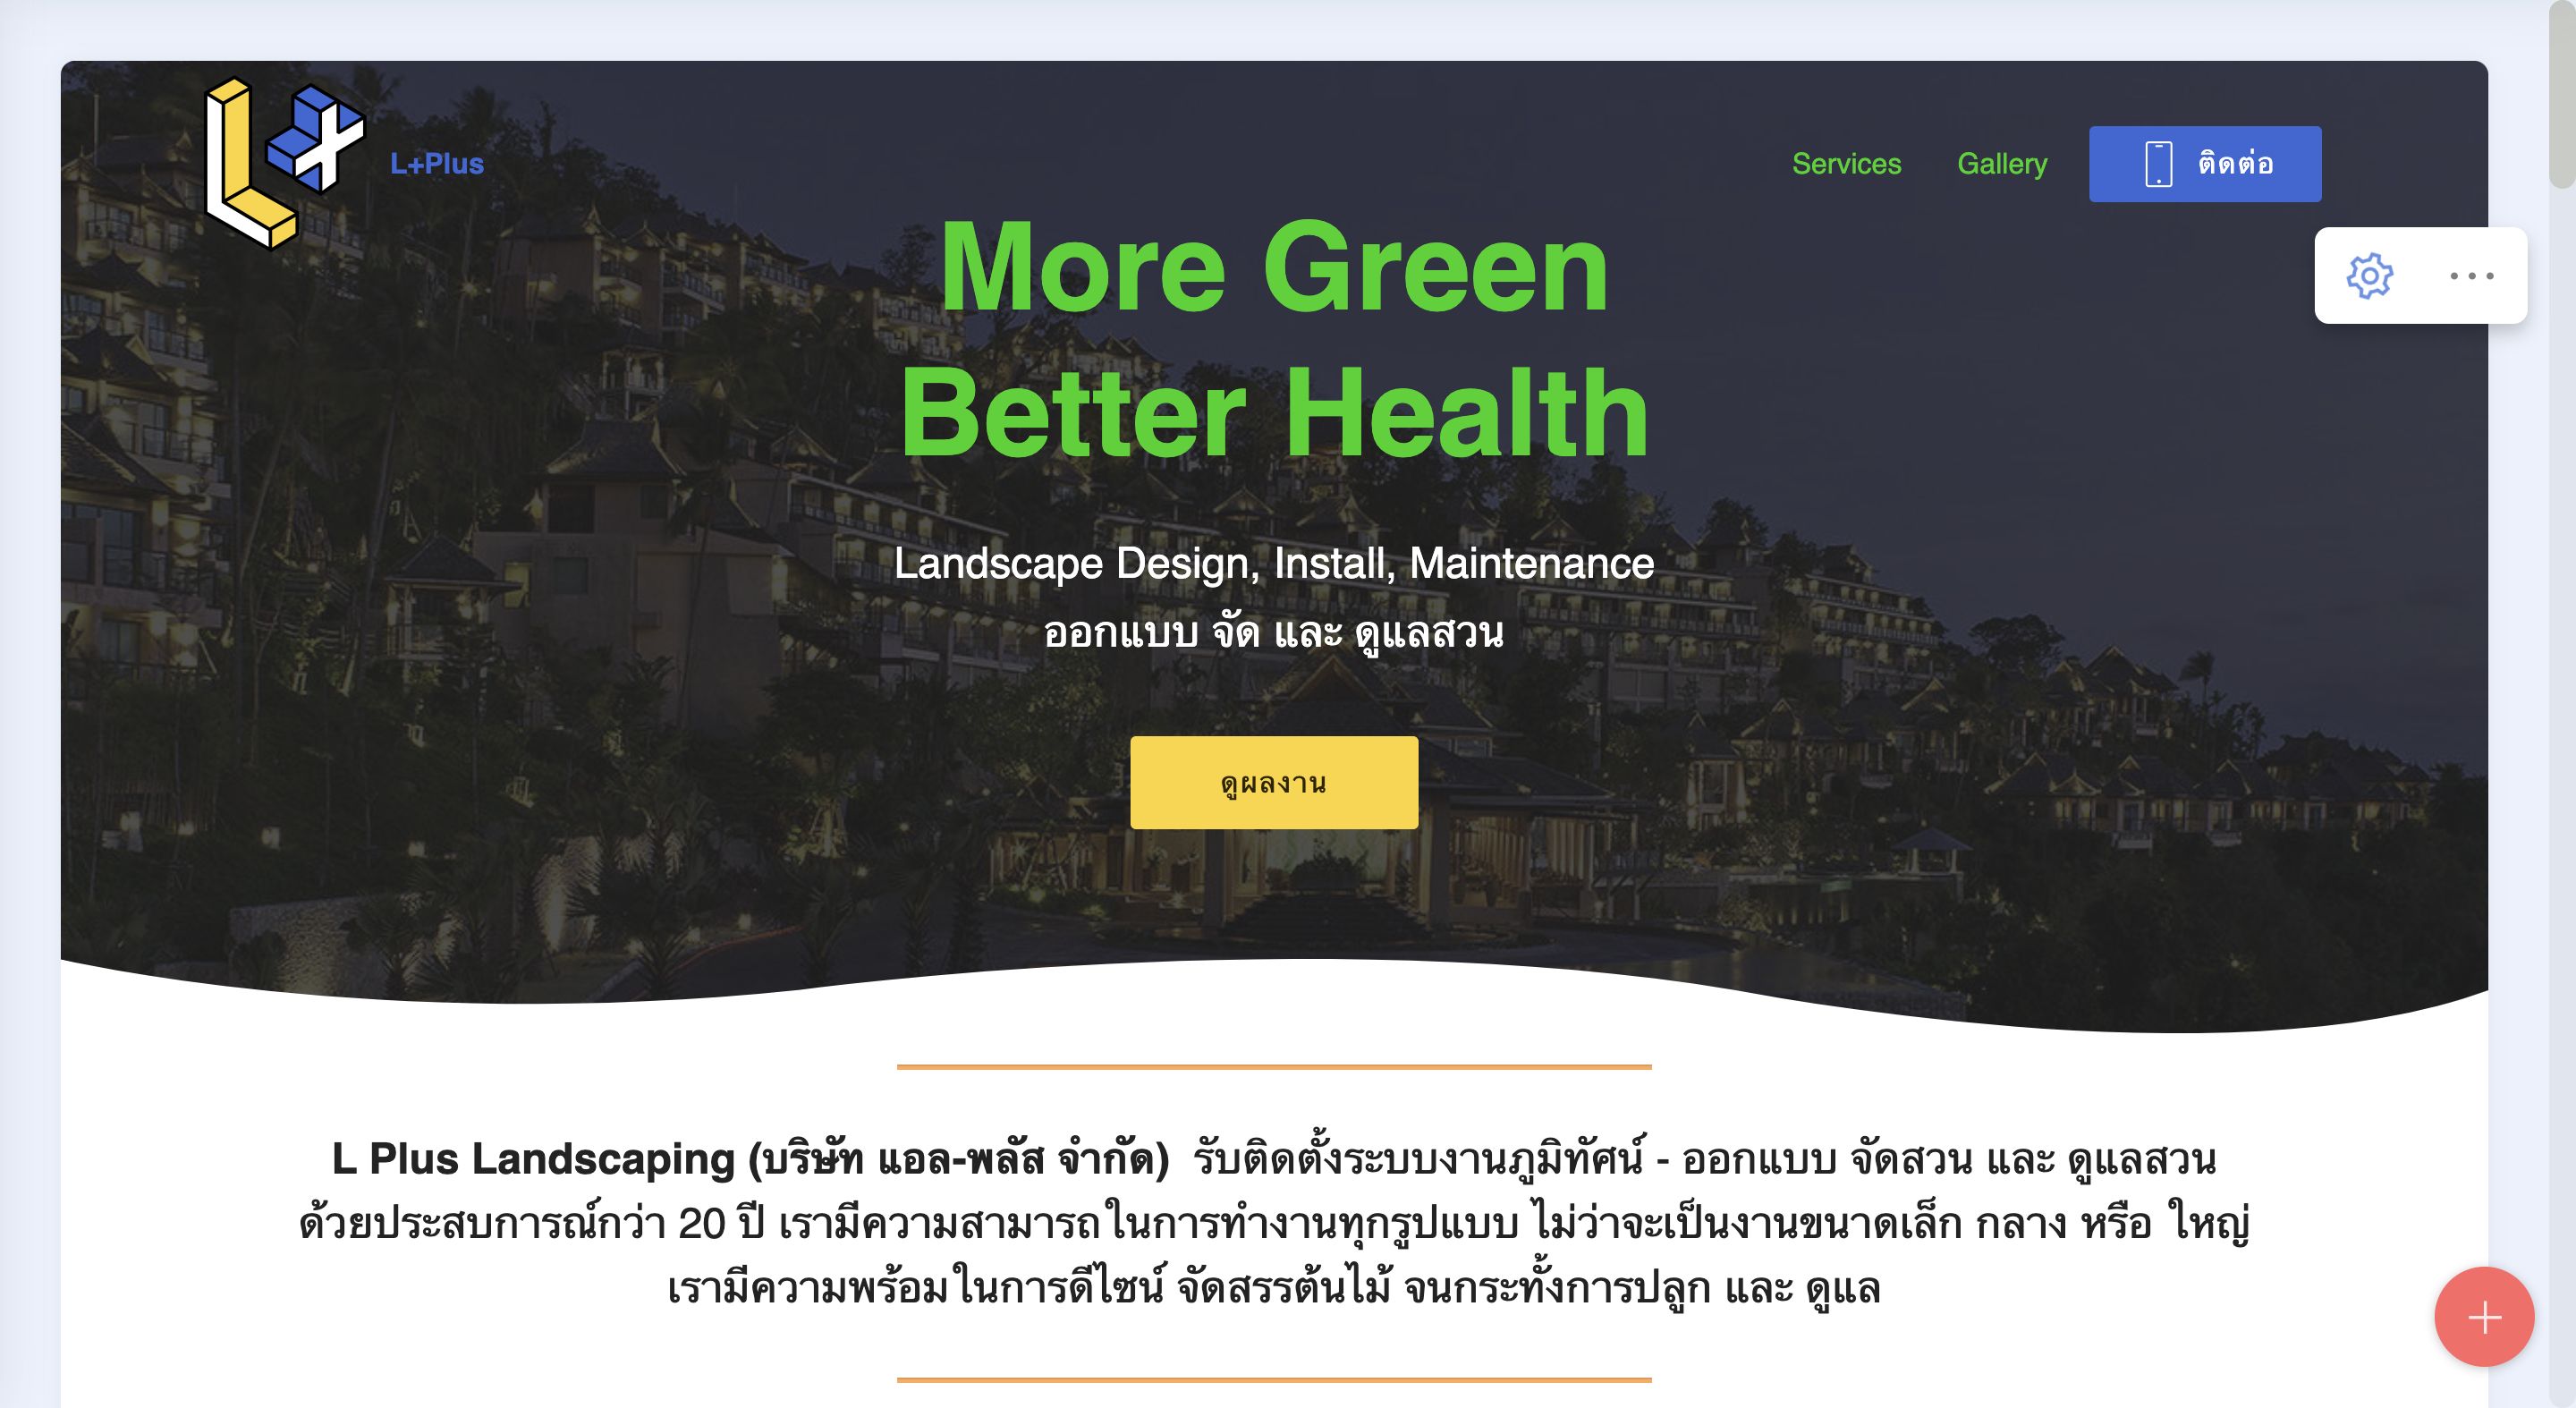 L+
L+Plus
Services
Gallery
ติดต่อ
More Green
Better Health
Landscape Design, Install, Maintenance
ออกแบบ จัด และ ดูแลสวน
ดูผลงาน
L Plus Landscaping (บริษัท แอล-พลัส จำกัด) รับติดตั้งระบบงานภูมิทัศน์ - ออกแบบ จัดสวน และ ดูแลสวน
ด้วยประสบการณ์กว่า 20 ปี เรามีความสามารถในการทำงานทุกรูปแบบ ไม่ว่าจะเป็นงานขนาดเล็ก กลาง หรือ ใหญ่
เรามีความพร้อมในการดีไซน์ จัดสรรต้นไม้ จนกระทั้งการปลูก และ ดูแล